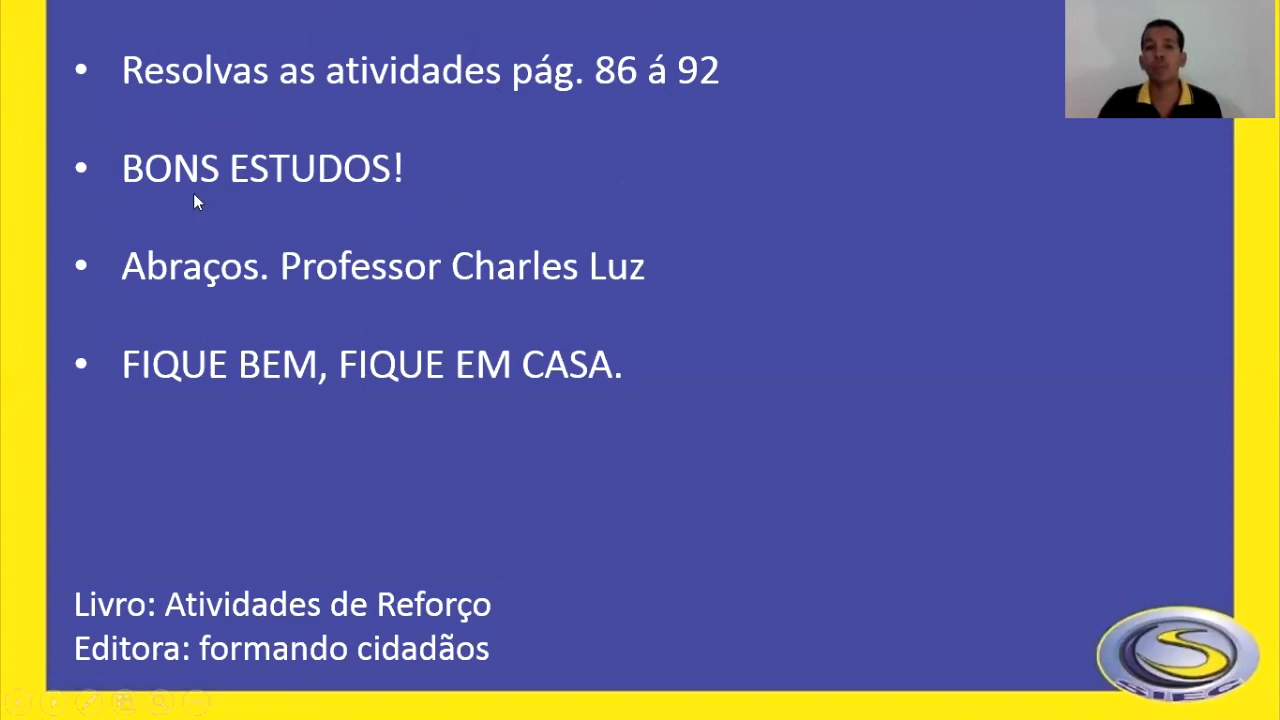 • Resolvas as atividades pág. 86 á 92
• BONS ESTUDOS!
• Abraços. Professor Charles Luz
• FIQUE BEM, FIQUE EM CASA.
Livro: Atividades de Reforço
Editora: formando cidadãos
SIEC